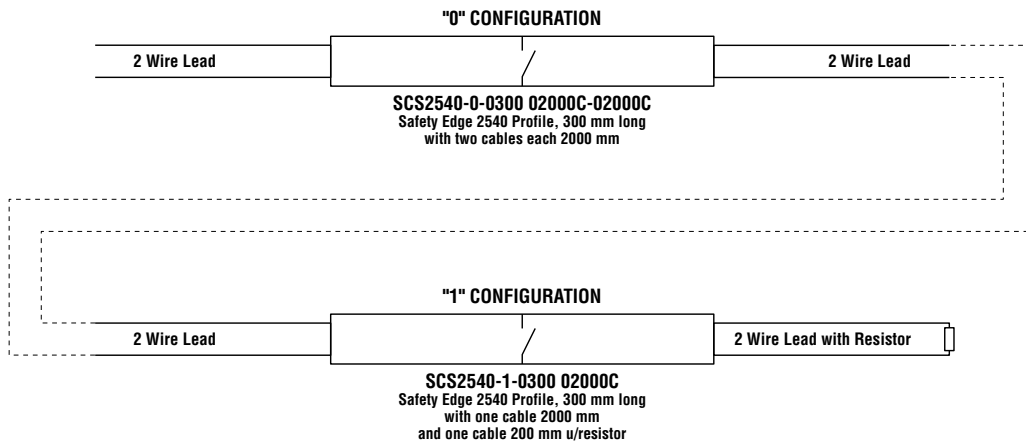 "0" CONFIGURATION
2 Wire Lead
2 Wire Lead
SCS2540-0-0300 02000C-02000C
Safety Edge 2540 Profile, 300 mm long
with two cables each 2000 mm
"1" CONFIGURATION
2 Wire Lead
2 Wire Lead with Resistor
SCS2540-1-0300 02000C
Safety Edge 2540 Profile, 300 mm long
with one cable 2000 mm
and one cable 200 mm u/resistor